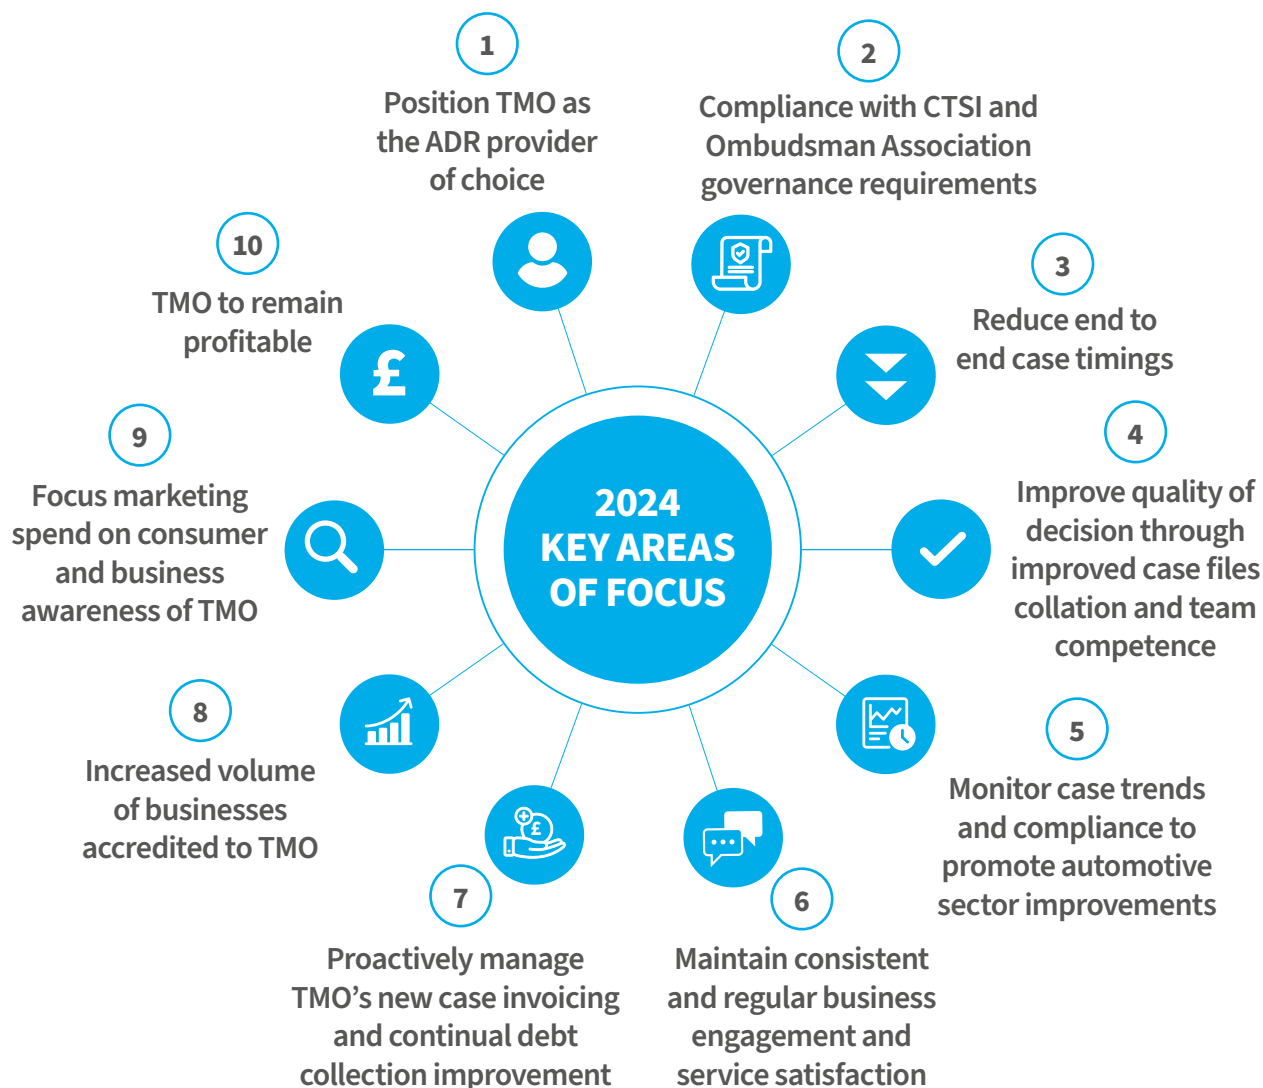 1
Position TMO as
the ADR provider
of choice
2
Compliance with CTSI and
Ombudsman Association
governance requirements
3
Reduce end to
end case timings
4
Improve quality of
decision through
improved case files
collation and team
competence
5
Monitor case trends
and compliance to
promote automotive
sector improvements
6
Maintain consistent
and regular business
engagement and
service satisfaction
7
Proactively manage
TMO’s new case invoicing
and continual debt
collection improvement
8
Increased volume
of businesses
accredited to TMO
9
Focus marketing
spend on consumer
and business
awareness of TMO
10
TMO to remain
profitable
£
£
2024
KEY AREAS
OF FOCUS